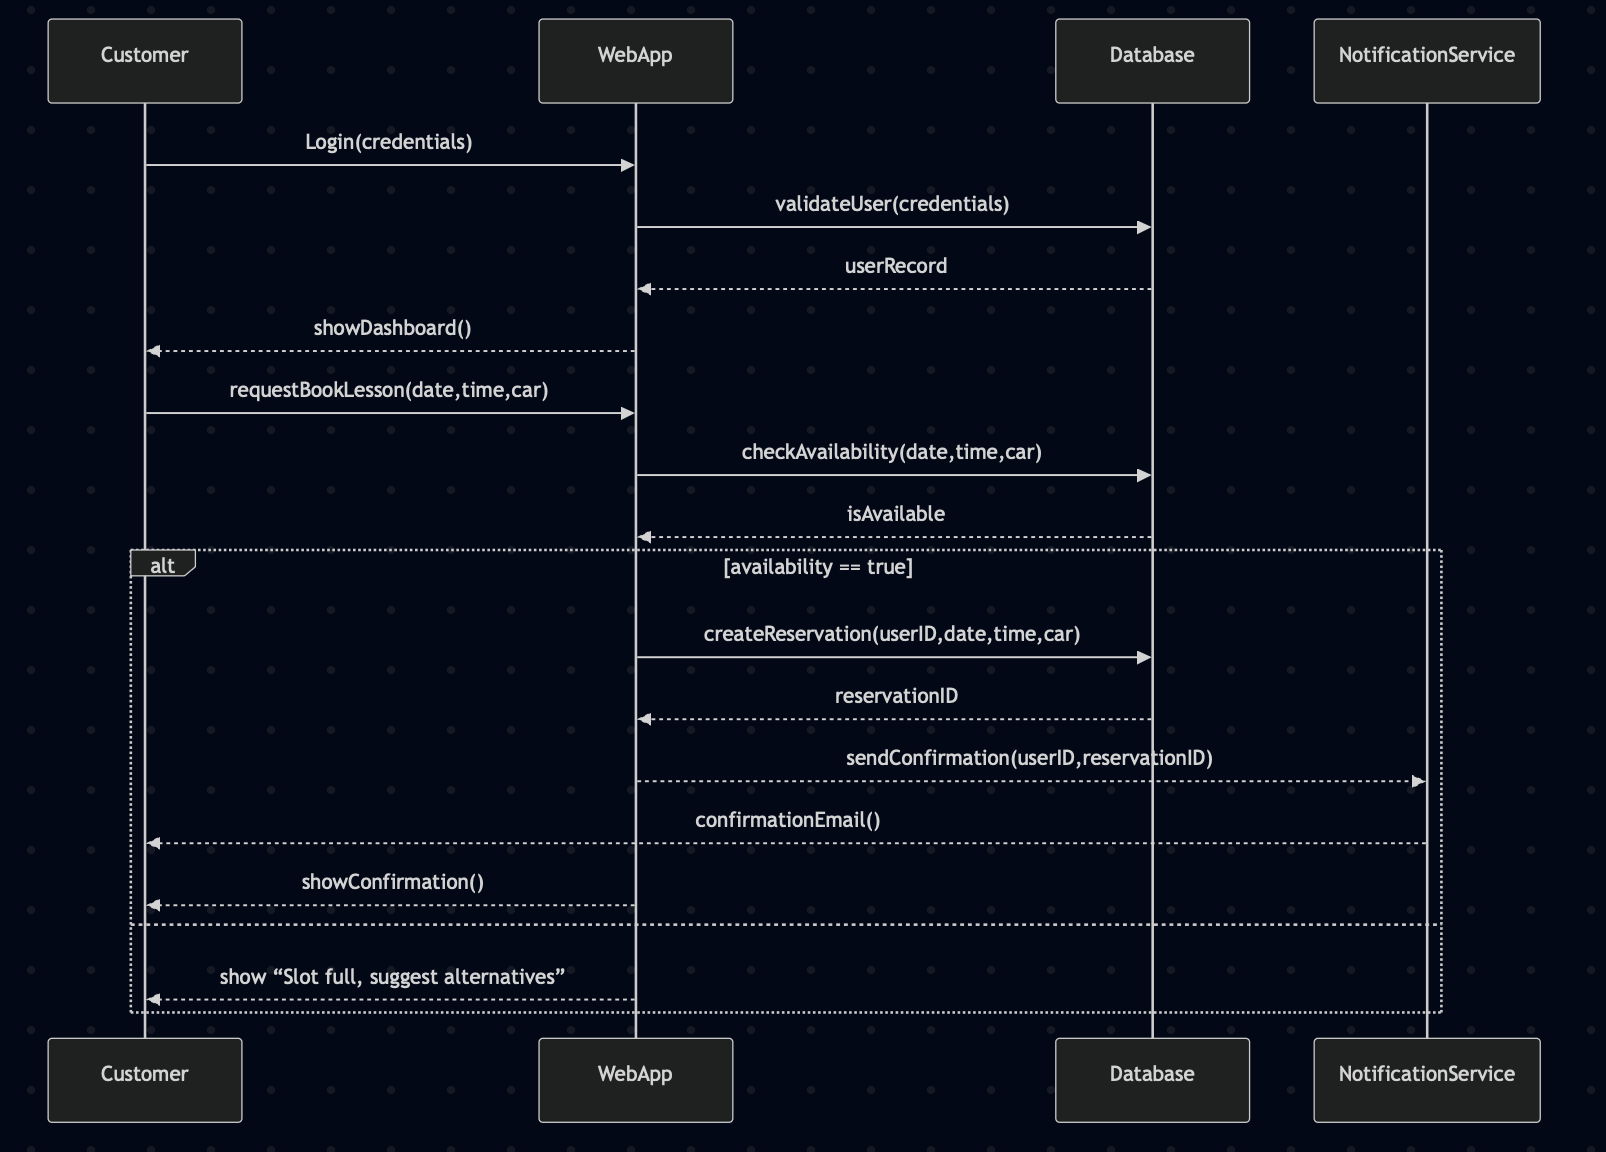 Customer
WebApp
Database
NotificationService
Login(credentials)
validateUser(credentials)
userRecord
showDashboard()
requestBookLesson(date,time,car)
checkAvailability(date,time,car)
isAvailable
alt
[availability == true]
createReservation(userID,date,time,car)
reservationID
sendConfirmation(userID,reservationID)
confirmationEmail()
showConfirmation()
show “Slot full, suggest alternatives”
Customer
WebApp
Database
NotificationService